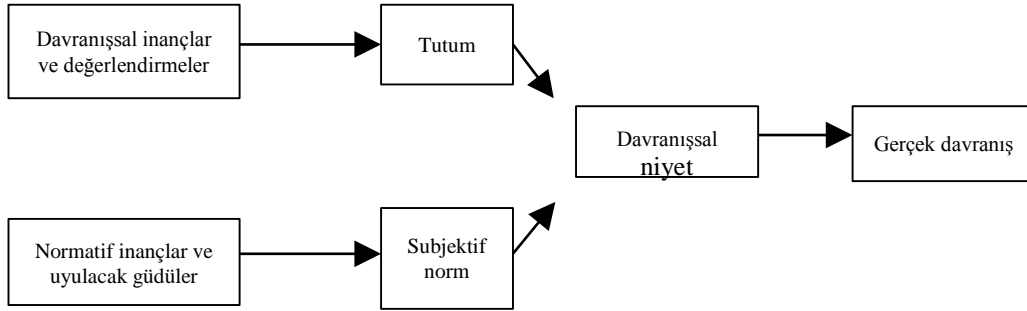 Davranışsal inançlar
ve değerlendirmeler
Tutum
Davranışsal
niyet
Gerçek davranış
Normatif inançlar ve
uyulacak güdüler
Subjektif
norm